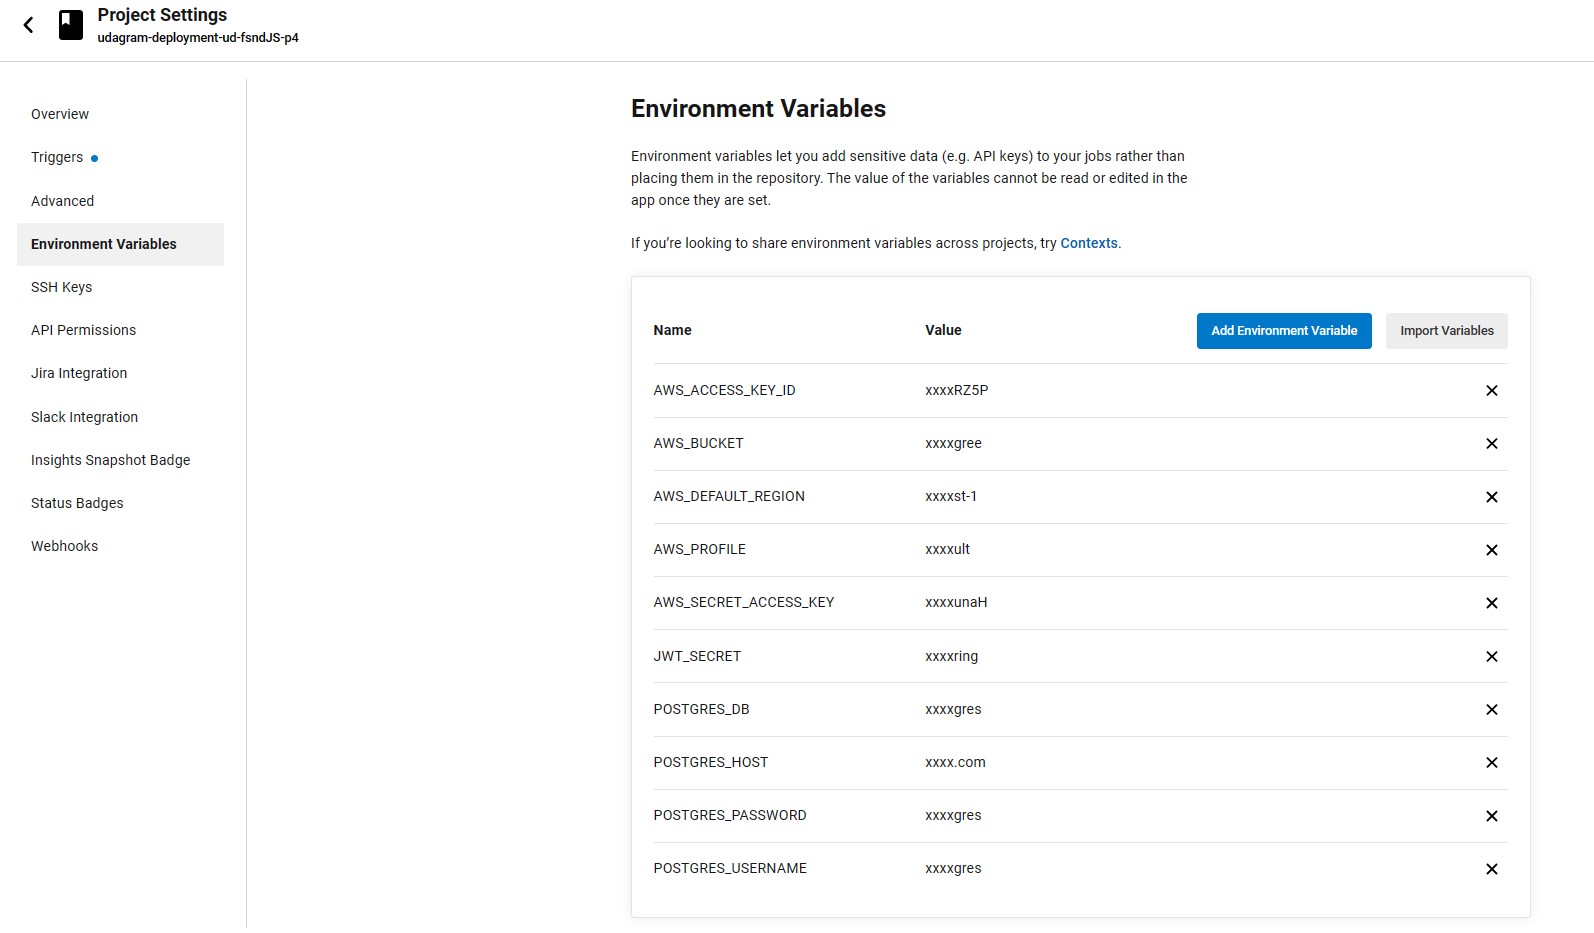 Project Settings
udagram-deployment-ud-fsndJS-p4
Overview
Triggers
Advanced
Environment Variables
SSH Keys
API Permissions
Jira Integration
Slack Integration
Insights Snapshot Badge
Status Badges
Webhooks
Environment Variables
Environment variables let you add sensitive data (e.g. API keys) to your jobs rather than
placing them in the repository. The value of the variables cannot be read or edited in the
app once they are set.
If you're looking to share environment variables across projects, try Contexts.
Name Value Add Environment Variable Import Variables
AWS_ACCESS_KEY_ID xxxxRZ5P
AWS_BUCKET xxxxgree
AWS_DEFAULT_REGION xxxxst-1
AWS_PROFILE xxxxult
AWS_SECRET_ACCESS_KEY xxxxunaH
JWT_SECRET xxxxring
POSTGRES_DB xxxxgres
POSTGRES_HOST xxxx.com
POSTGRES_PASSWORD xxxxgres
POSTGRES_USERNAME xxxxgres